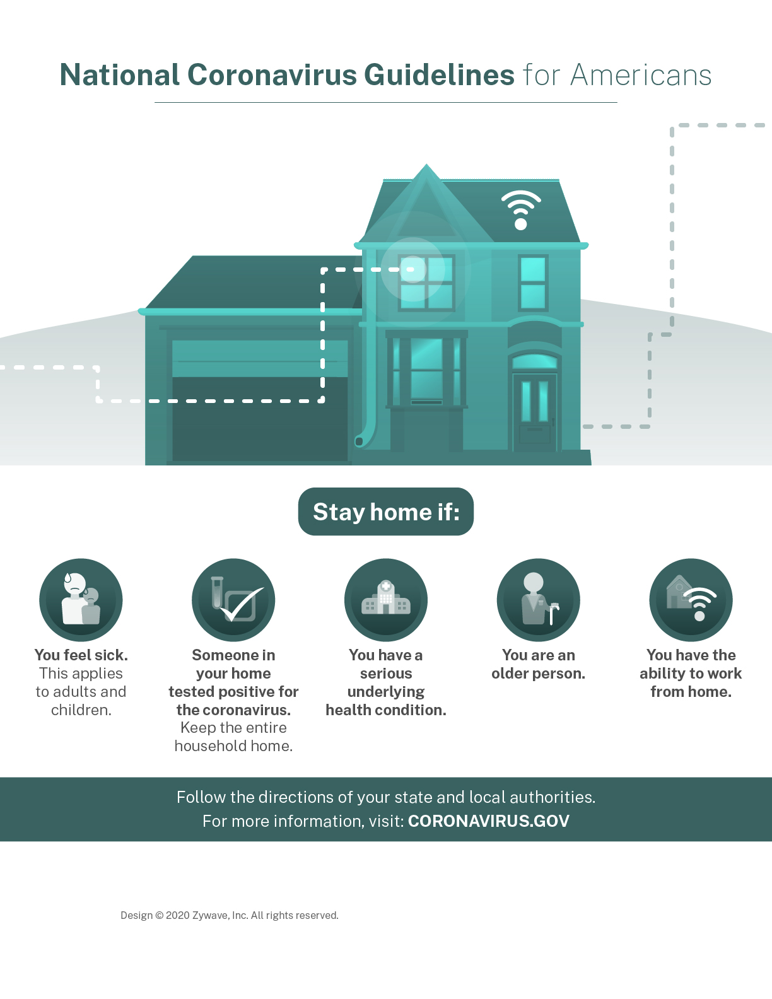 National Coronavirus Guidelines for Americans
Stay home if:
You feel sick.
This applies
to adults and
children.
Someone in
your home
tested positive for
the coronavirus.
Keep the entire
household home.
You have a
serious
underlying
health condition.
You are an
older person.
You have the
ability to work
from home.
Follow the directions of your state and local authorities.
For more information, visit: CORONAVIRUS.GOV
Design © 2020 Zywave, Inc. All rights reserved.